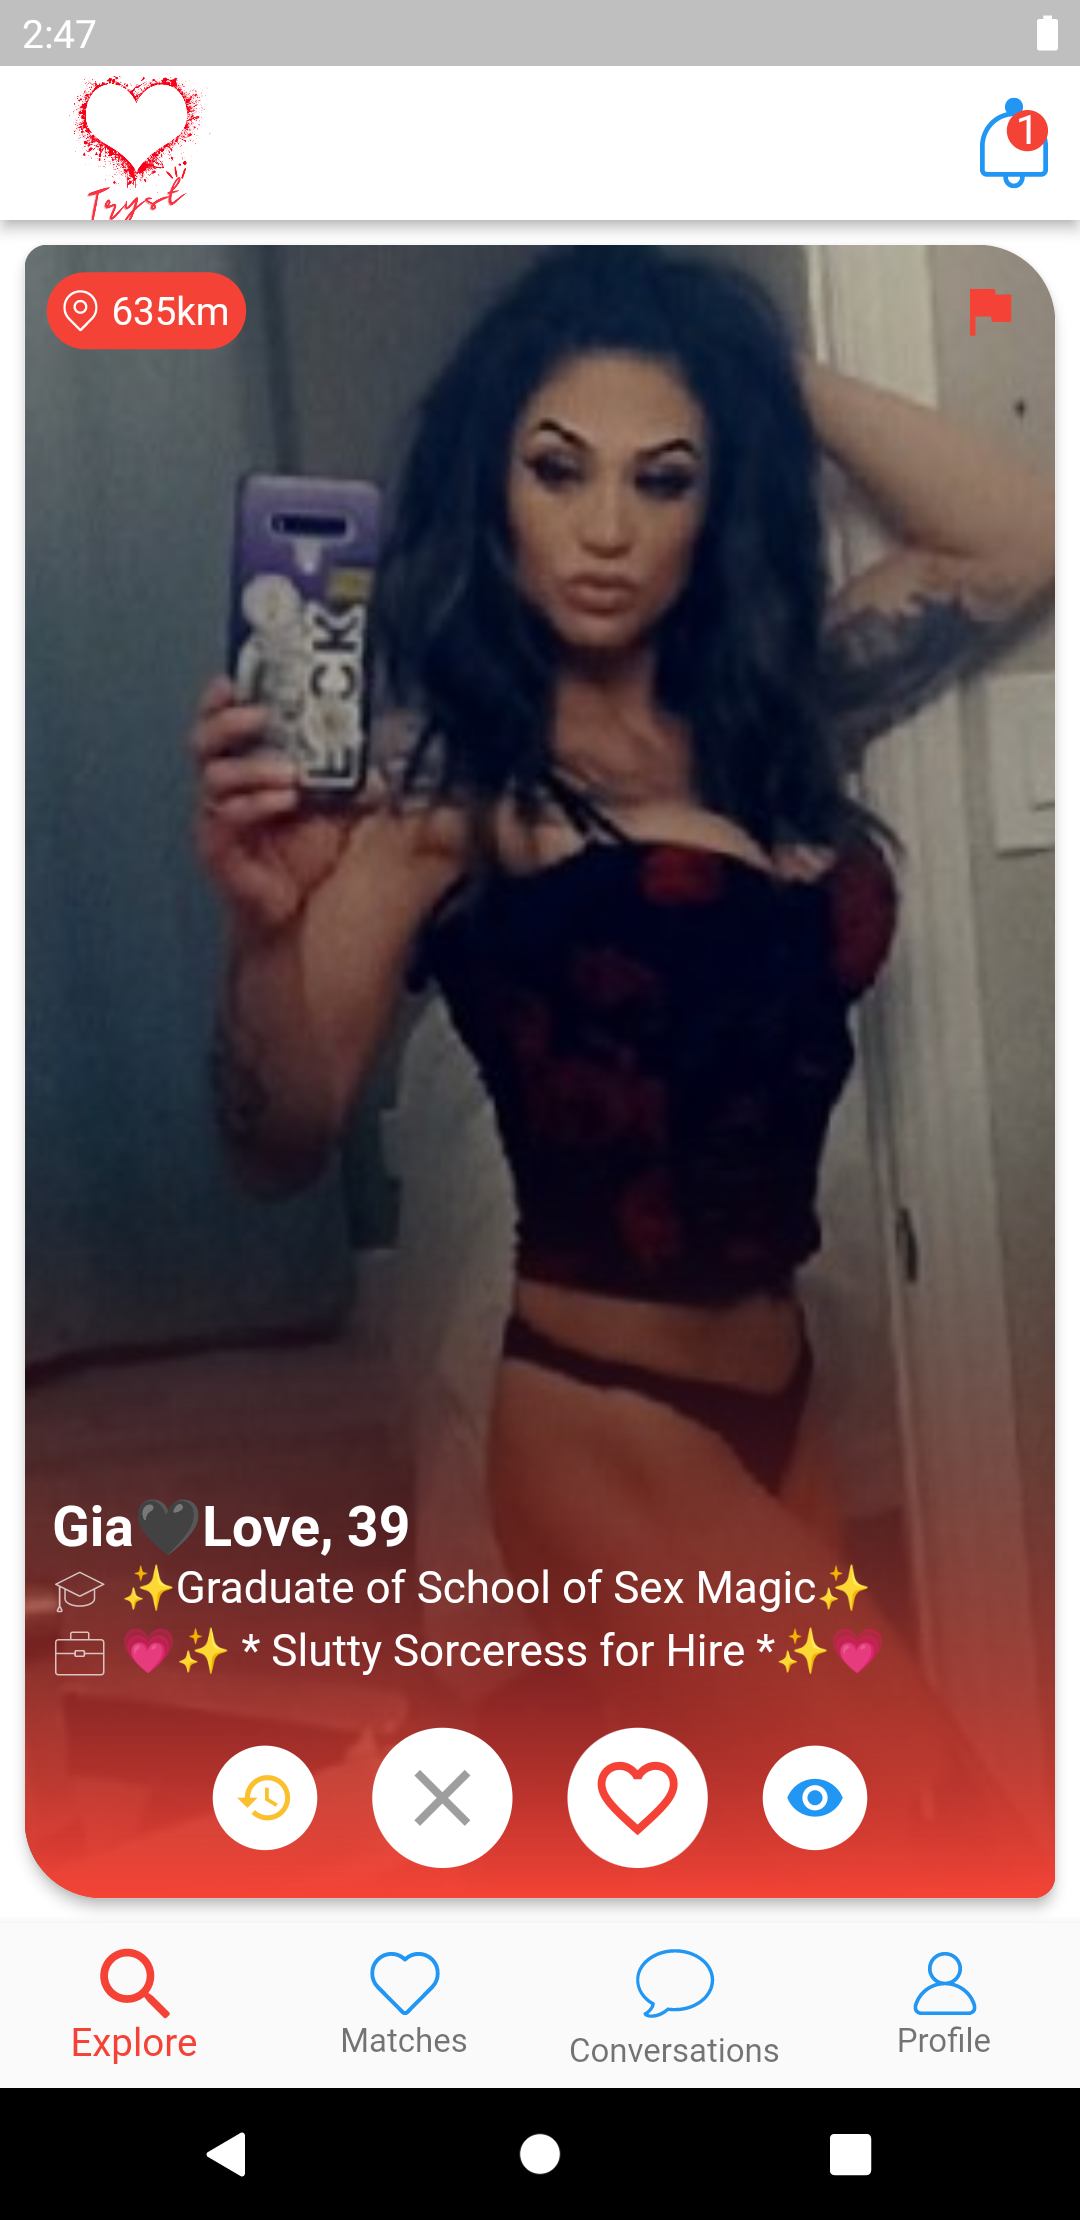 2:47
Tryst
1
635km
Gia🖤Love, 39
✨Graduate of School of Sex Magic✨
💗✨ * Slutty Sorceress for Hire *✨💗
Explore
Matches
Conversations
Profile